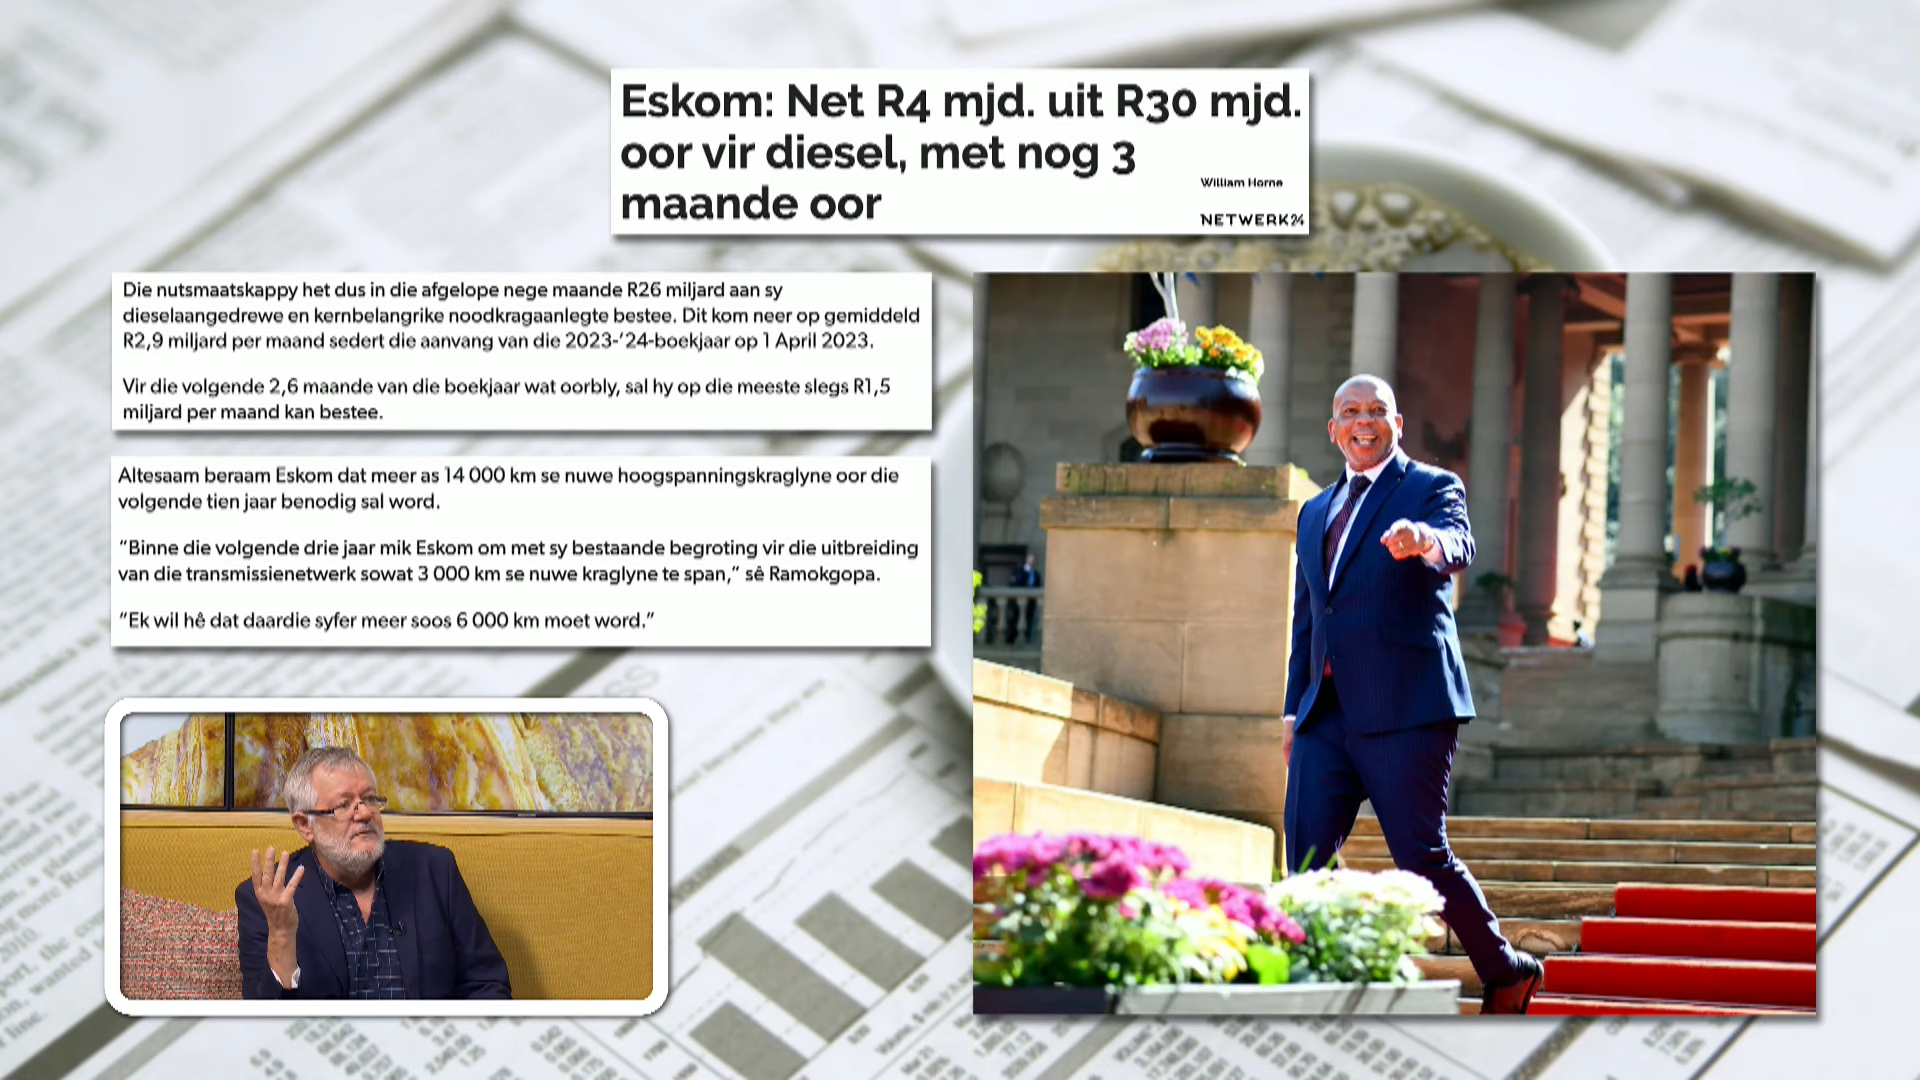 Eskom: Net R4 mjd. uit R30 mjd.
oor vir diesel, met nog 3
maande oor
William Horne
NETWERK24
Die nutsmaatskappy het dus in die afgelope nege maande R26 miljard aan sy
dieselaangedrewe en kernbelangrike noodkragaanlegte bestee. Dit kom neer op gemiddeld
R2,9 miljard per maand sedert die aanvang van die 2023-’24-boekjaar op 1 April 2023.
Vir die volgende 2,6 maande van die boekjaar wat oorbly, sal hy op die meeste slegs R1,5
miljard per maand kan bestee.
Altesaam beraam Eskom dat meer as 14 000 km se nuwe hoogspanningskraglyne oor die
volgende tien jaar benodig sal word.
“Binne die volgende drie jaar mik Eskom om met sy bestaande begroting vir die uitbreiding
van die transmissienetwerk sowat 3 000 km se nuwe kraglyne te span,” sê Ramokgopa.
“Ek wil hê dat daardie syfer meer soos 6 000 km moet word.”